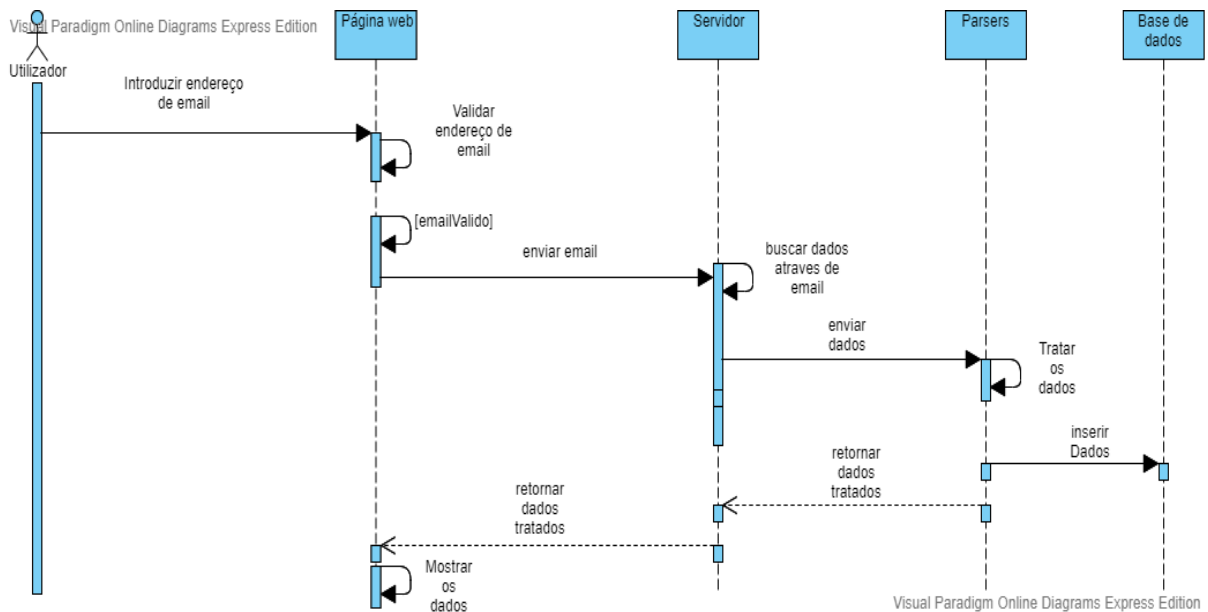 Visual Paradigm Online Diagrams Express Edition
Utilizador
Página web
Servidor
Parsers
Base de
dados
Introduzir endereço
de email
Validar
endereço de
email
[emailValido]
enviar email
buscar dados
atraves de
email
enviar
dados
Tratar
os
dados
inserir
Dados
retornar
dados
tratados
retornar
dados
tratados
Mostrar
os
dados
Visual Paradigm Online Diagrams Express Edition